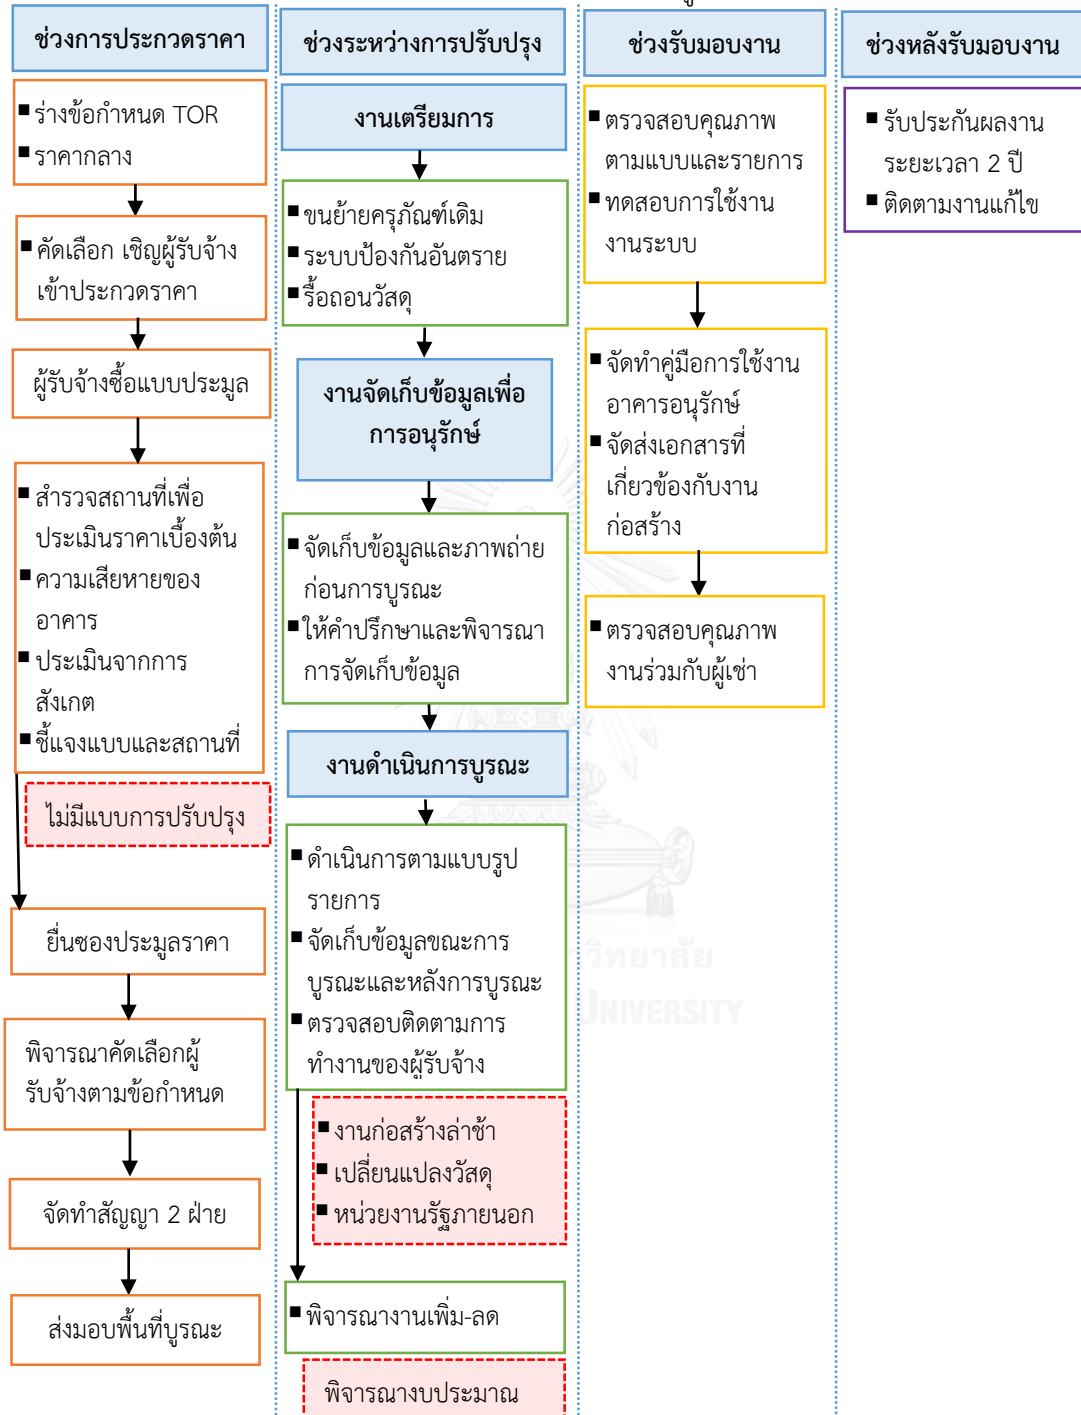 ช่วงการประกวดราคา
ร่างข้อกำหนด TOR
ราคากลาง
คัดเลือก เชิญผู้รับจ้าง
เข้าประกวดราคา
ผู้รับจ้างซื้อแบบประมูล
สำรวจสถานที่เพื่อ
ประเมินราคาเบื้องต้น
ความเสียหายของ
อาคาร
ประเมินจากการ
สังเกต
ชี้แจงแบบและสถานที่
ไม่มีแบบการปรับปรุง
ยื่นซองประมูลราคา
พิจารณาคัดเลือกผู้
รับจ้างตามข้อกำหนด
จัดทำสัญญา 2 ฝ่าย
ส่งมอบพื้นที่บูรณะ
ช่วงระหว่างการปรับปรุง
งานเตรียมการ
ขนย้ายครุภัณฑ์เดิม
ระบบป้องกันอันตราย
รื้อถอนวัสดุ
งานจัดเก็บข้อมูลเพื่อ
การอนุรักษ์
จัดเก็บข้อมูลและภาพถ่าย
ก่อนการบูรณะ
ให้คำปรึกษาและพิจารณา
การจัดเก็บข้อมูล
งานดำเนินการบูรณะ
ดำเนินการตามแบบรูป
รายการ
จัดเก็บข้อมูลขณะการ
บูรณะและหลังการบูรณะ
ตรวจสอบติดตามการ
ทำงานของผู้รับจ้าง
งานก่อสร้างล่าช้า
เปลี่ยนแปลงวัสดุ
หน่วยงานรัฐภายนอก
พิจารณางานเพิ่ม-ลด
พิจารณางบประมาณ
ช่วงรับมอบงาน
ตรวจสอบคุณภาพ
ตามแบบและรายการ
ทดสอบการใช้งาน
งานระบบ
จัดทำคู่มือการใช้งาน
อาคารอนุรักษ์
จัดส่งเอกสารที่
เกี่ยวข้องกับงาน
ก่อสร้าง
ตรวจสอบคุณภาพ
งานร่วมกับผู้เช่า
ช่วงหลังรับมอบงาน
รับประกันผลงาน
ระยะเวลา 2 ปี
ติดตามงานแก้ไข
วิทยาลัย
UNIVERSITY